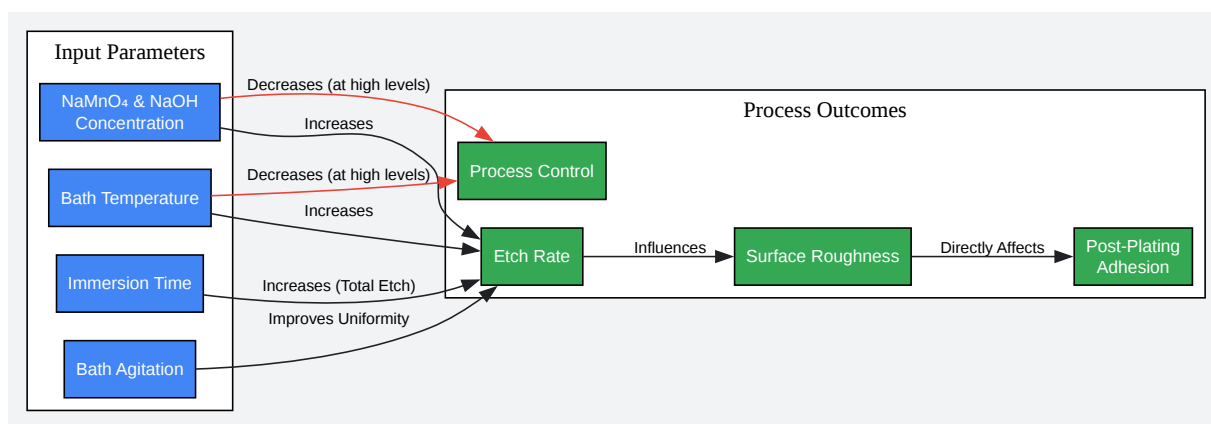 Input Parameters
NaMnO₄ & NaOH
Concentration
Bath Temperature
Immersion Time
Bath Agitation
Decreases (at high levels)
Increases
Decreases (at high levels)
Increases
Increases (Total Etch)
Improves Uniformity
Process Outcomes
Process Control
Etch Rate
Influences
Surface Roughness
Directly Affects
Post-Plating
Adhesion